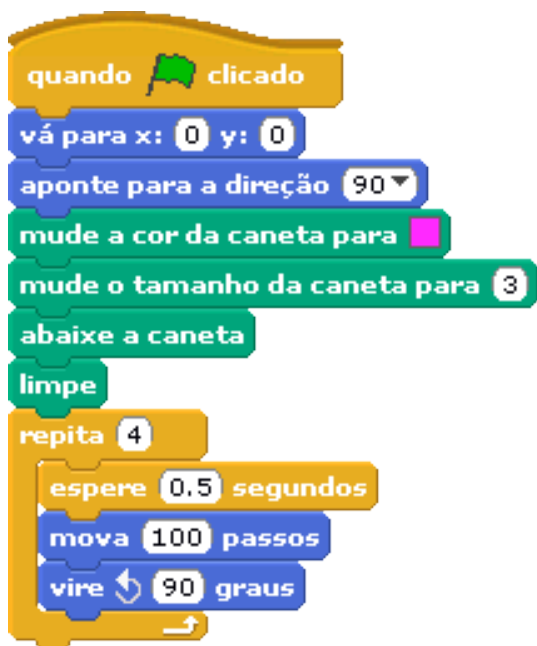 quando clicado
vá para x: 0 y: 0
aponte para a direção 90
mude a cor da caneta para
mude o tamanho da caneta para 3
abaixe a caneta
limpe
repita 4
espere 0.5 segundos
mova 100 passos
vire 90 graus